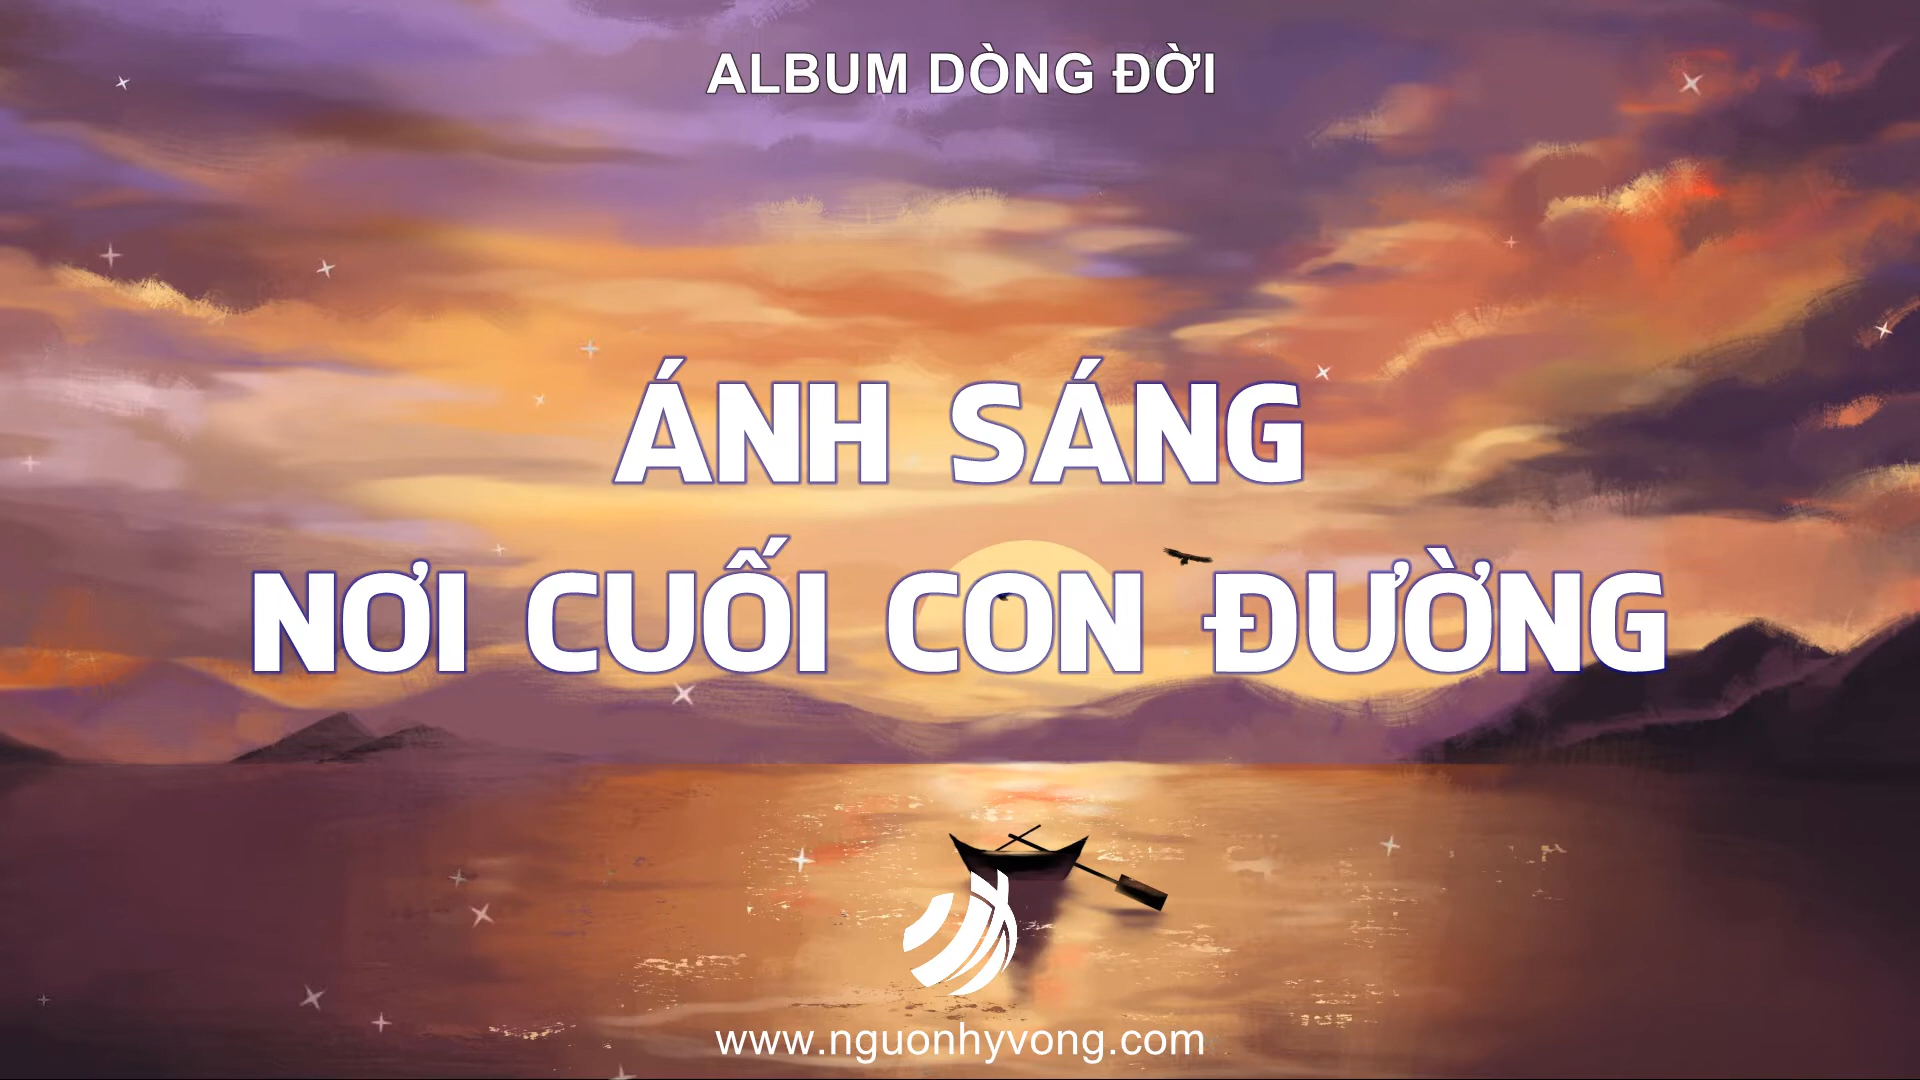 ALBUM DÒNG ĐỜI
ÁNH SÁNG
NƠI CUỐI CON ĐƯỜNG
www.nguonhyvong.com